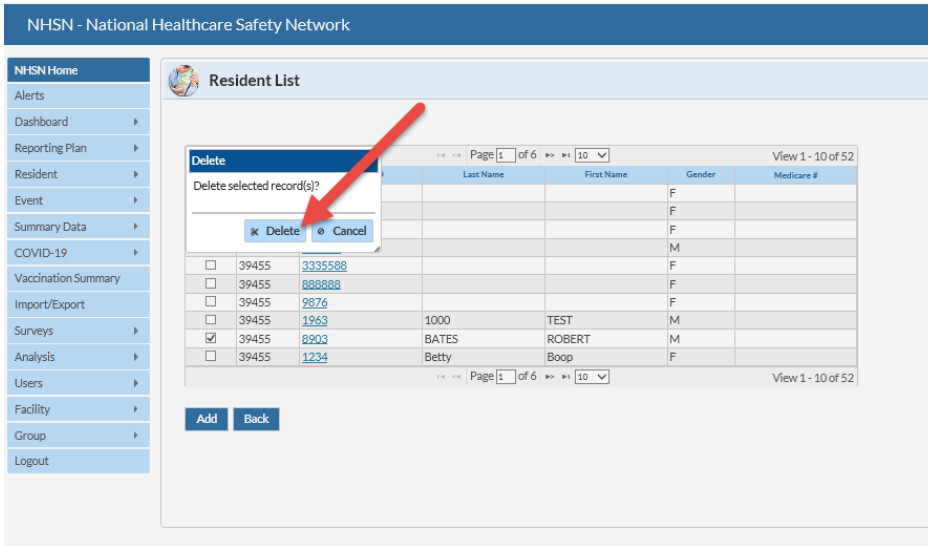 NHSN - National Healthcare Safety Network
NHSN Home
Alerts
Dashboard
Reporting Plan
Resident
Event
Summary Data
COVID-19
Vaccination Summary
Import/Export
Surveys
Analysis
Users
Facility
Group
Logout
Resident List
Page 1 of 6 10 View 1 - 10 of 52
Last Name First Name Gender Medicare #
Delete
Delete selected record(s)?
Delete Cancel
F
F
F
M
39455 3335588 F
39455 888888 F
39455 9876 F
39455 1963 1000 TEST M
39455 8903 BATES ROBERT M
39455 1234 Betty Boop F
Page 1 of 6 10 View 1 - 10 of 52
Add Back